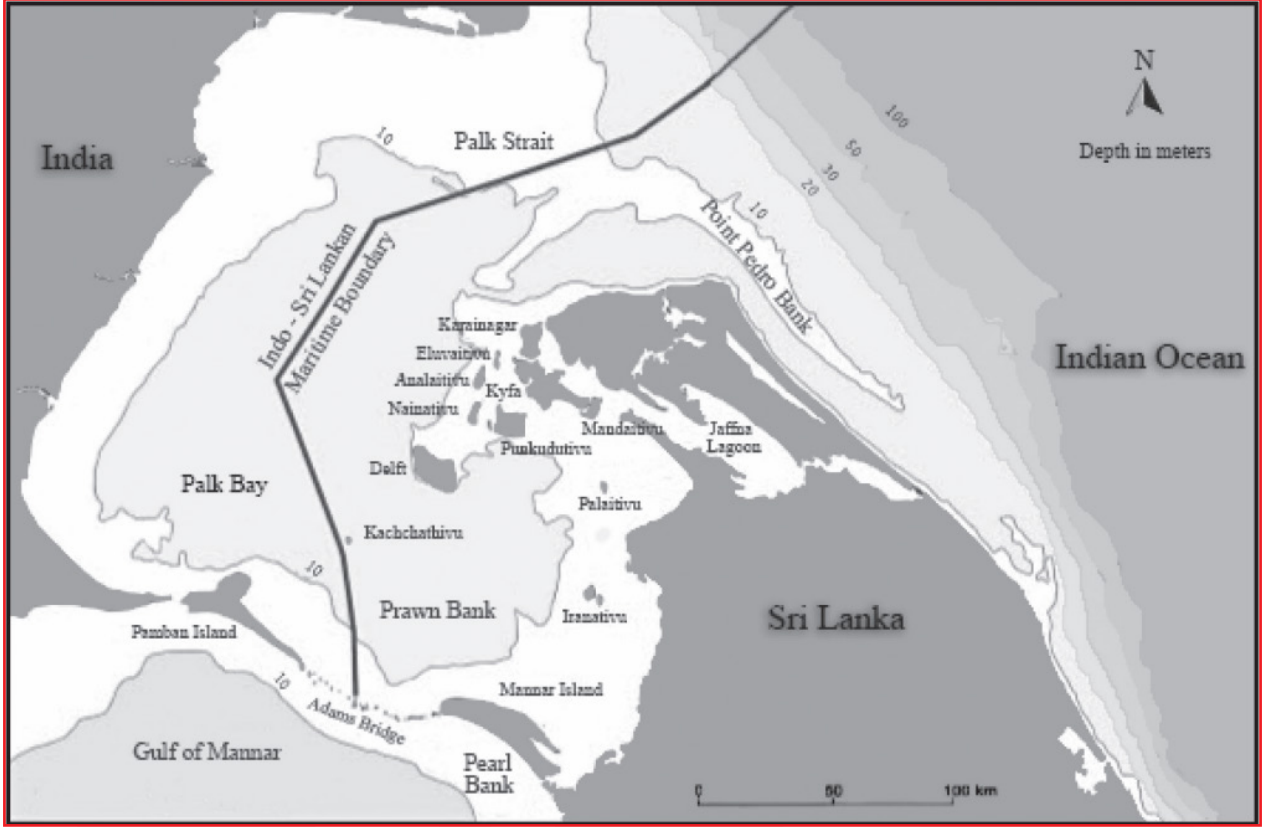 N
Depth in meters
India
Palk Strait
10
100
50
30
20
10
Point Pedro Bank
Indo - Sri Lankan
Maritime Boundary
Indian Ocean
Karainagar
Eluvaitivu
Analaitivu
Kyfa
Nainativu
Mandaitivu
Jaffna
Lagoon
Punkudutivu
Delft
Palk Bay
Palaitivu
Kachchathivu
10
Prawn Bank
Iranativu
Sri Lanka
Pamban Island
10
Mannar Island
Adams Bridge
Gulf of Mannar
Pearl
Bank
0
50
100 km